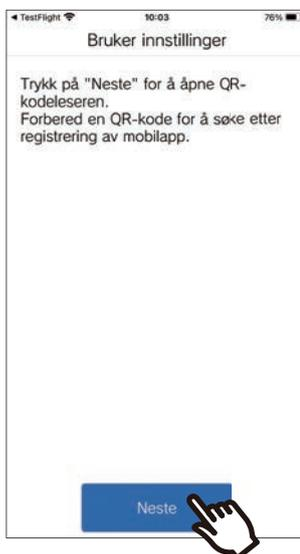 ◀ TestFlight 10:03 76%
Bruker innstillinger
Trykk på "Neste" for å åpne QR-
kodeleseren.
Forbered en QR-kode for å søke etter
registrering av mobilapp.
Neste